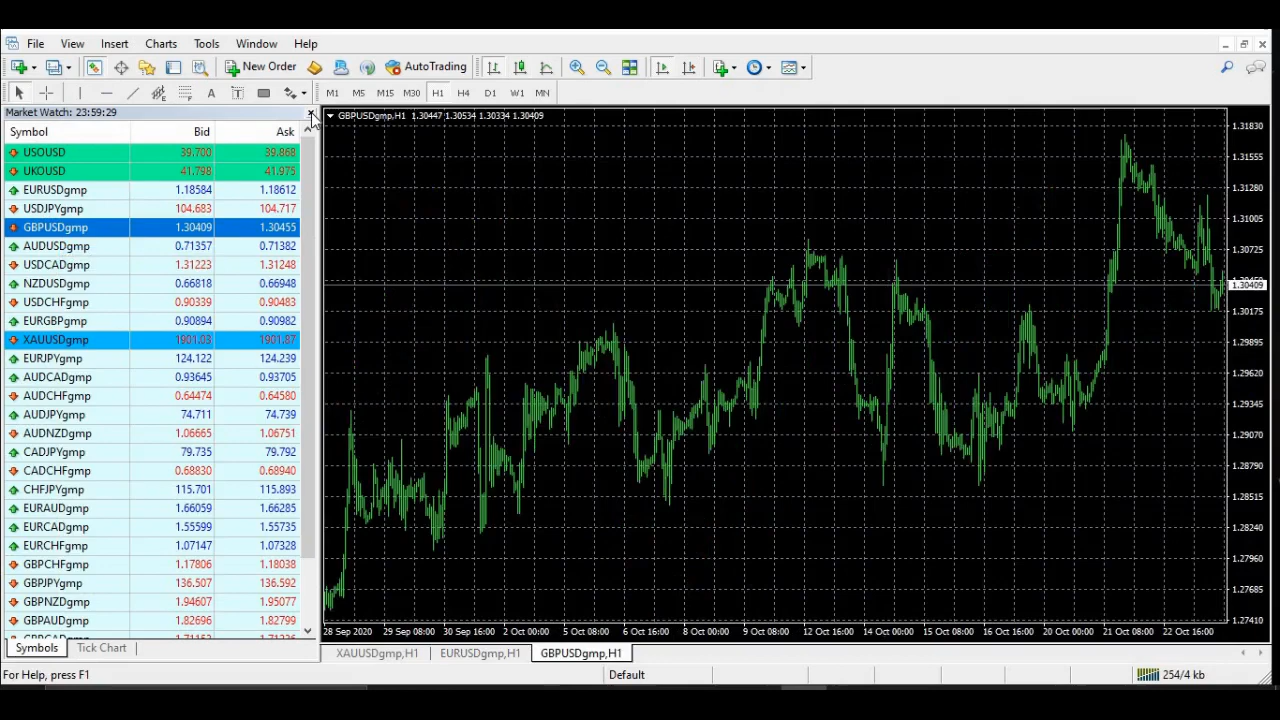 File View Insert Charts Tools Window Help
New Order AutoTrading
A T M1 M5 M15 M30 H1 H4 D1 W1 MN
Market Watch: 23:59:29
Symbol Bid Ask
USOUSD 39.700 39.868
UKOUSD 41.798 41.975
EURUSDgmp 1.18584 1.18612
USDJPYgmp 104.683 104.717
GBPUSDgmp 1.30409 1.30455
AUDUSDgmp 0.71357 0.71382
USDCADgmp 1.31223 1.31248
NZDUSDgmp 0.66818 0.66948
USDCHFgmp 0.90339 0.90483
EURGBPgmp 0.90894 0.90982
XAUUSDgmp 1901.03 1901.87
EURJPYgmp 124.122 124.239
AUDCADgmp 0.93645 0.93705
AUDCHFgmp 0.64474 0.64580
AUDJPYgmp 74.711 74.739
AUDNZDgmp 1.06665 1.06751
CADJPYgmp 79.735 79.792
CADCHFgmp 0.68830 0.68940
CHFJPYgmp 115.701 115.893
EURAUDgmp 1.66059 1.66285
EURCADgmp 1.55599 1.55735
EURCHFgmp 1.07147 1.07328
GBPCHFgmp 1.17806 1.18038
GBPJPYgmp 136.507 136.592
GBPNZDgmp 1.94607 1.95077
GBPAUDgmp 1.82696 1.82799
Symbols Tick Chart
GBPUSDgmp,H1 1.30447 1.30534 1.30334 1.30409
1.31830
1.31555
1.31280
1.31005
1.30725
1.30409
1.30175
1.29895
1.29620
1.29345
1.29070
1.28790
1.28515
1.28240
1.27960
1.27685
1.27410
28 Sep 2020 29 Sep 08:00 30 Sep 16:00 2 Oct 00:00 5 Oct 08:00 6 Oct 16:00 8 Oct 00:00 9 Oct 08:00 12 Oct 16:00 14 Oct 00:00 15 Oct 08:00 16 Oct 16:00 20 Oct 00:00 21 Oct 08:00 22 Oct 16:00
XAUUSDgmp,H1 EURUSDgmp,H1 GBPUSDgmp,H1
For Help, press F1 Default 254/4 kb